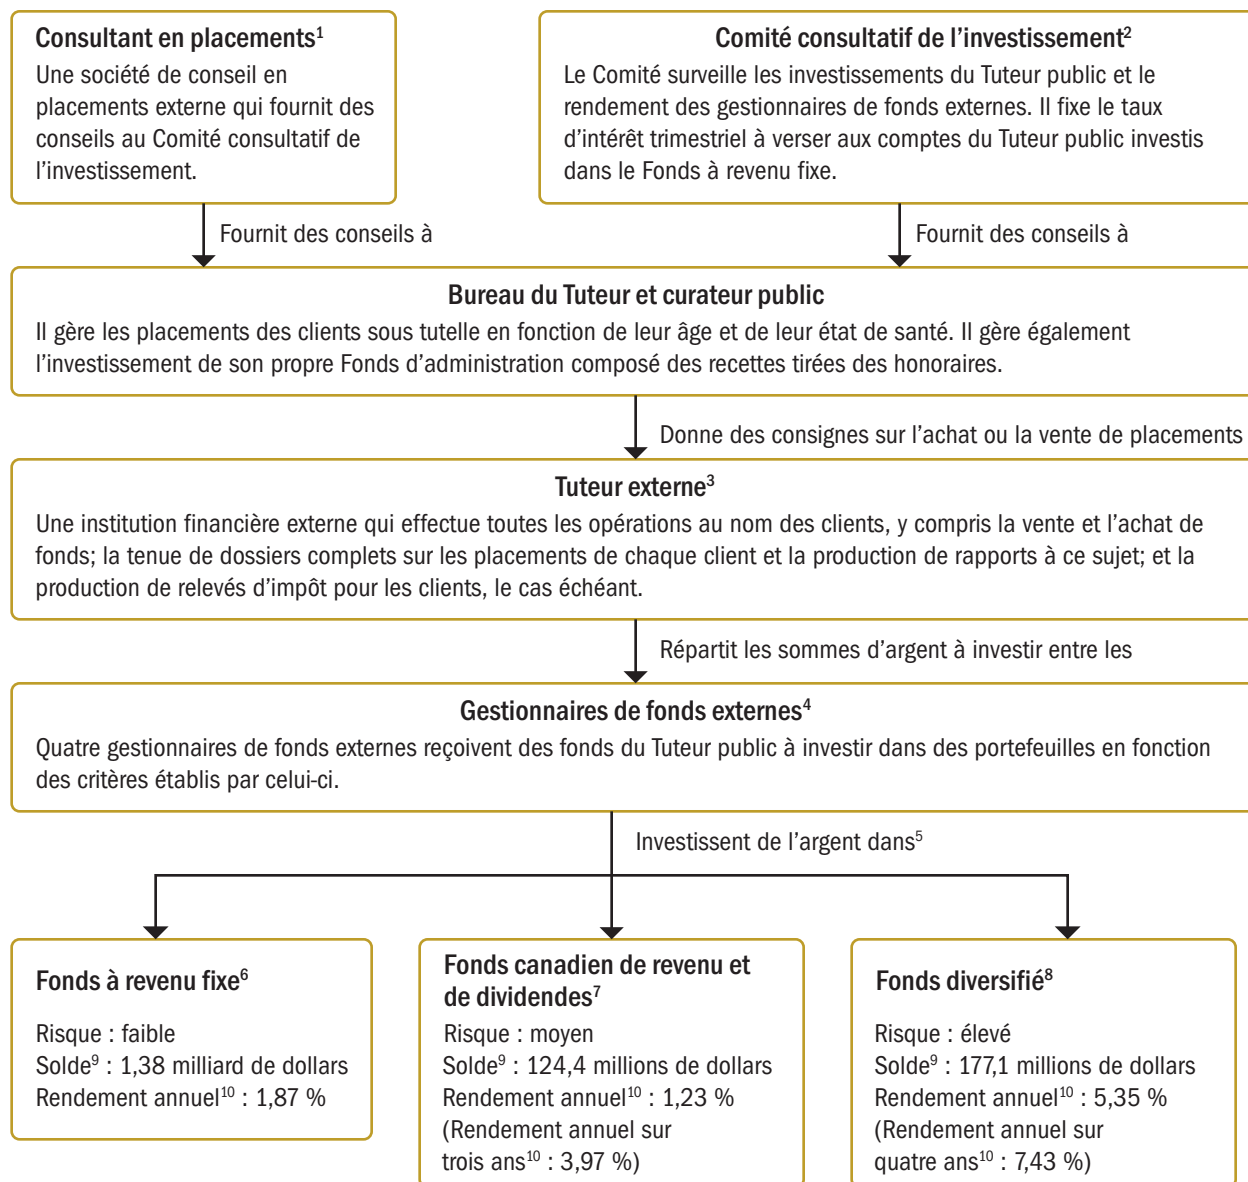 Consultant en placements¹
Une société de conseil en
placements externe qui fournit des
conseils au Comité consultatif de
l’investissement.
Comité consultatif de l’investissement²
Le Comité surveille les investissements du Tuteur public et le
rendement des gestionnaires de fonds externes. Il fixe le taux
d’intérêt trimestriel à verser aux comptes du Tuteur public investis
dans le Fonds à revenu fixe.
Fournit des conseils à
Fournit des conseils à
Bureau du Tuteur et curateur public
Il gère les placements des clients sous tutelle en fonction de leur âge et de leur état de santé. Il gère également
l’investissement de son propre Fonds d’administration composé des recettes tirées des honoraires.
Donne des consignes sur l’achat ou la vente de placements
Tuteur externe³
Une institution financière externe qui effectue toutes les opérations au nom des clients, y compris la vente et l’achat de
fonds; la tenue de dossiers complets sur les placements de chaque client et la production de rapports à ce sujet; et la
production de relevés d’impôt pour les clients, le cas échéant.
Répartit les sommes d’argent à investir entre les
Gestionnaires de fonds externes⁴
Quatre gestionnaires de fonds externes reçoivent des fonds du Tuteur public à investir dans des portefeuilles en fonction
des critères établis par celui-ci.
Investissent de l’argent dans⁵
Fonds à revenu fixe⁶
Risque : faible
Solde⁹ : 1,38 milliard de dollars
Rendement annuel¹⁰ : 1,87 %
Fonds canadien de revenu et
de dividendes⁷
Risque : moyen
Solde⁹ : 124,4 millions de dollars
Rendement annuel¹⁰ : 1,23 %
(Rendement annuel sur
trois ans¹⁰ : 3,97 %)
Fonds diversifié⁸
Risque : élevé
Solde⁹ : 177,1 millions de dollars
Rendement annuel¹⁰ : 5,35 %
(Rendement annuel sur
quatre ans¹⁰ : 7,43 %)